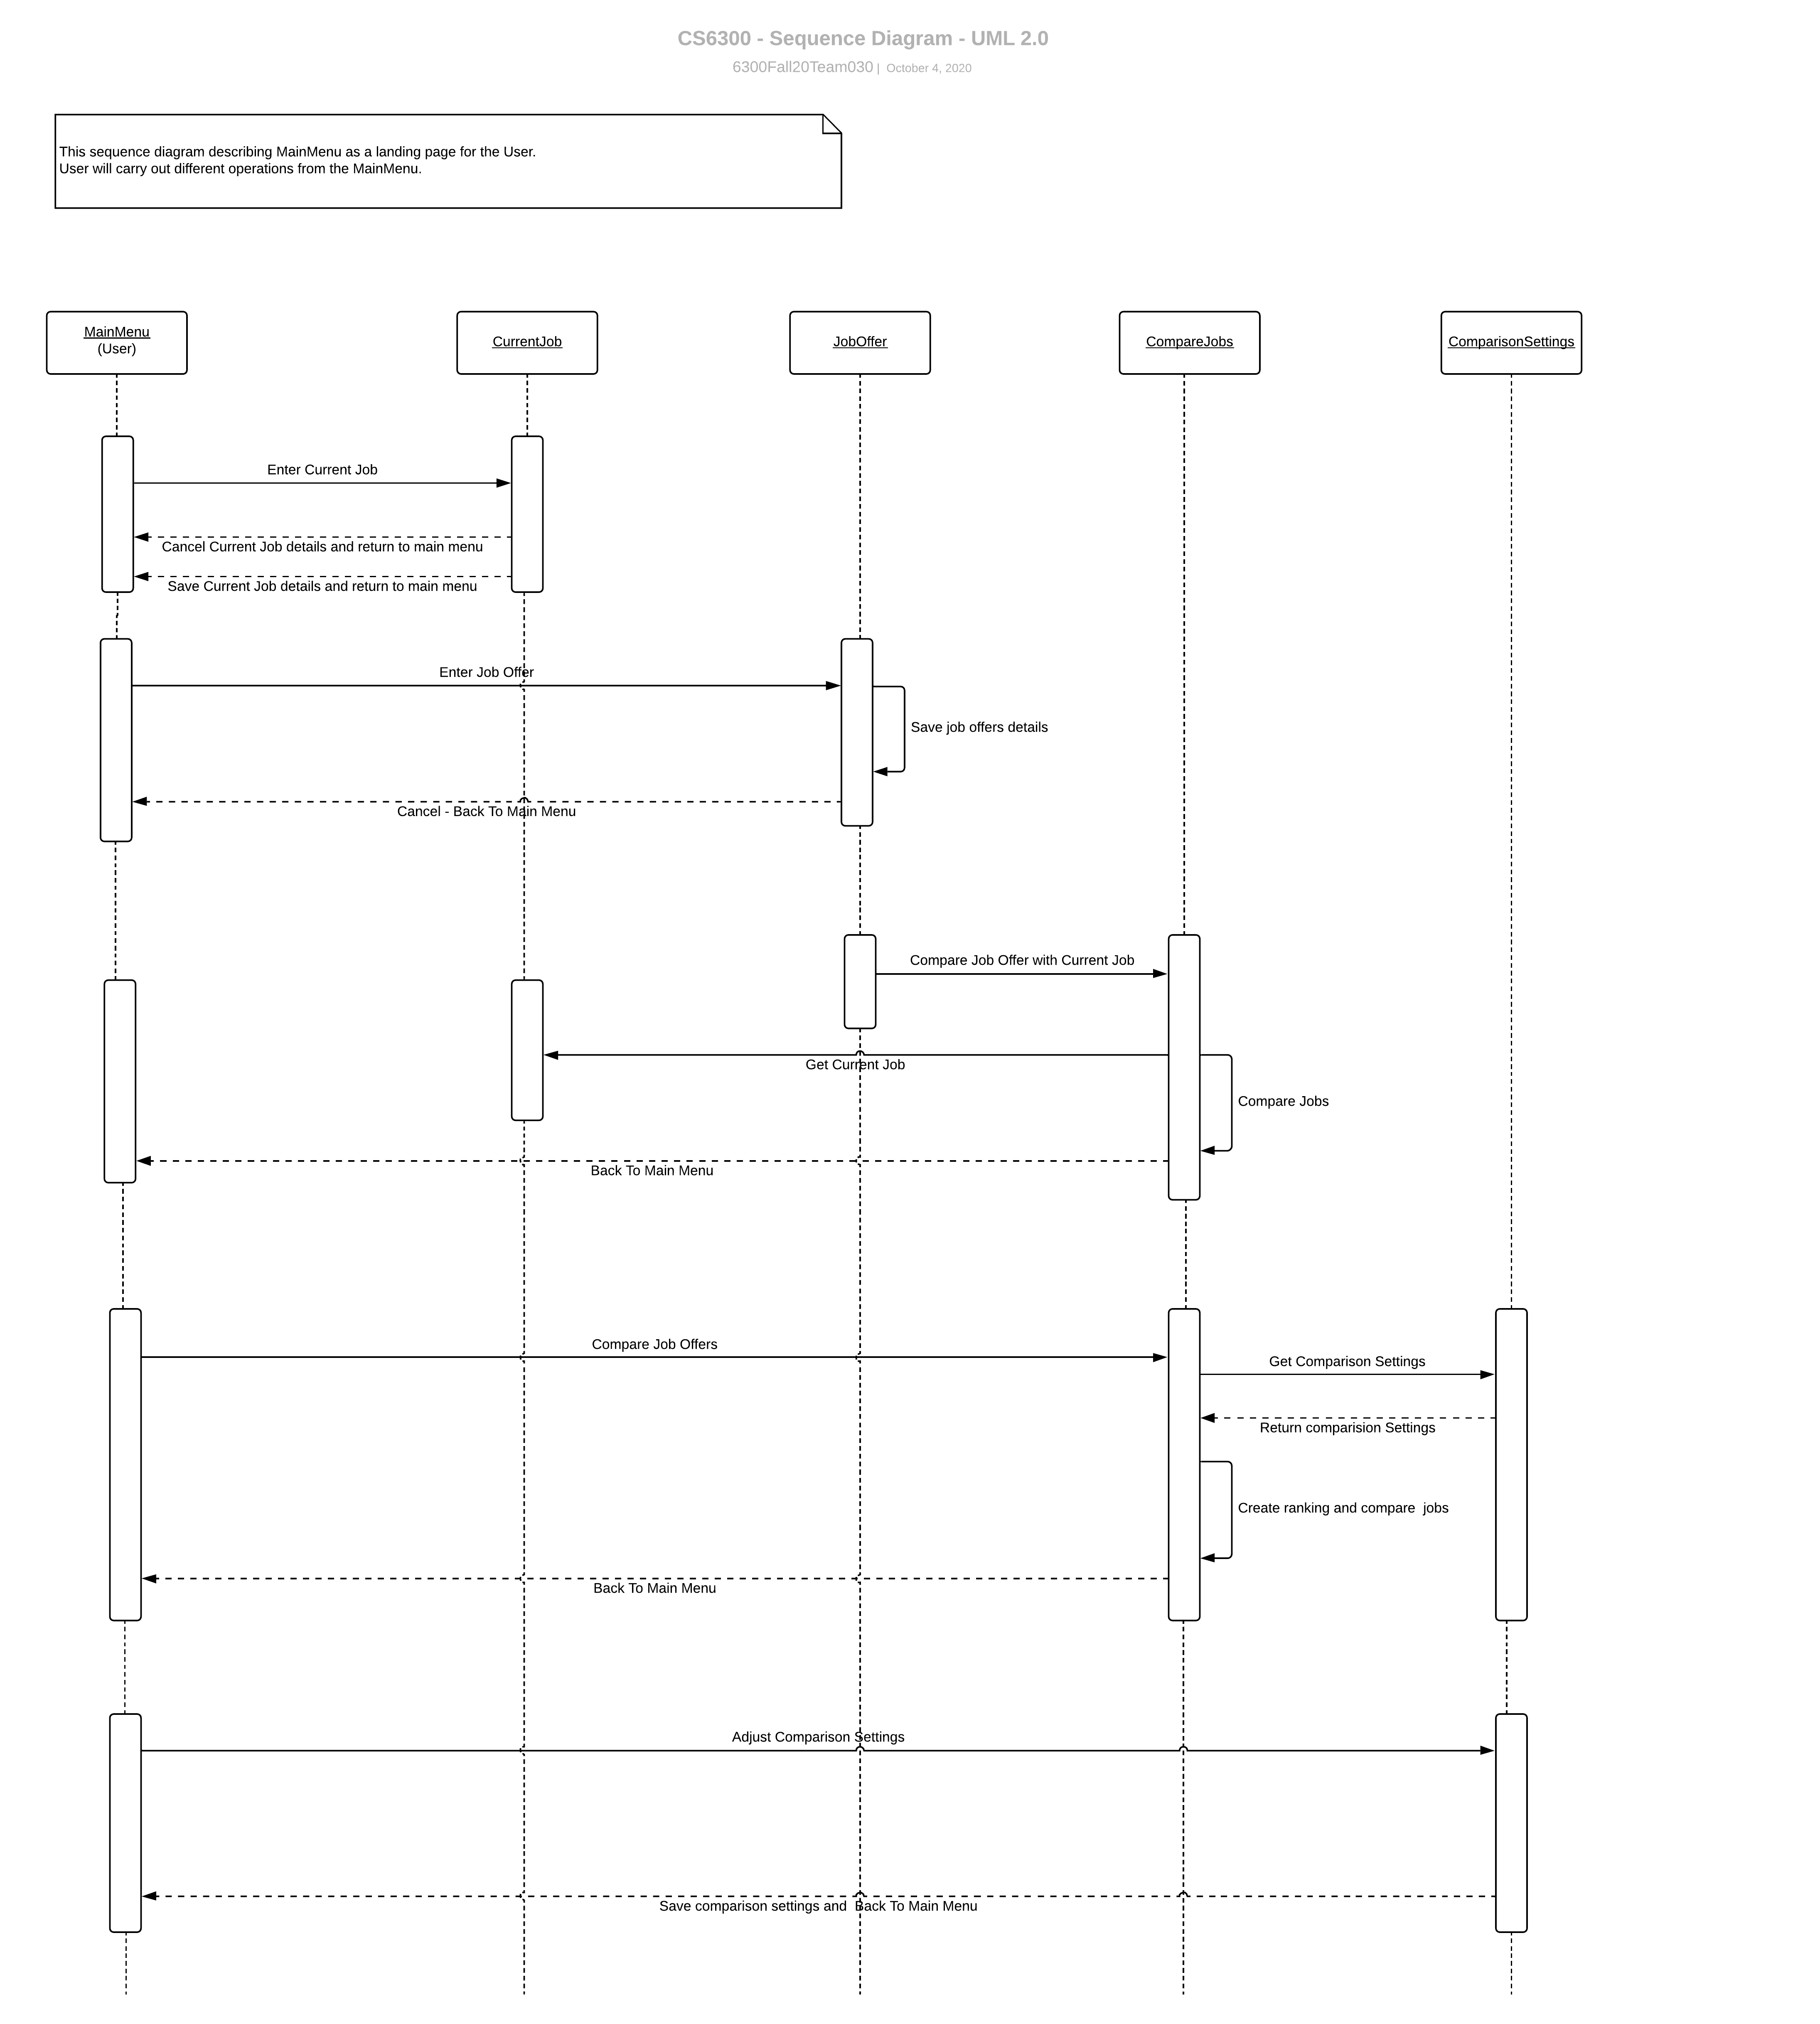 CS6300 - Sequence Diagram - UML 2.0
6300Fall20Team030 | October 4, 2020
This sequence diagram describing MainMenu as a landing page for the User.
User will carry out different operations from the MainMenu.
MainMenu
(User)
CurrentJob
JobOffer
CompareJobs
ComparisonSettings
Enter Current Job
Cancel Current Job details and return to main menu
Save Current Job details and return to main menu
Enter Job Offer
Save job offers details
Cancel - Back To Main Menu
Compare Job Offer with Current Job
Get Current Job
Compare Jobs
Back To Main Menu
Compare Job Offers
Get Comparison Settings
Return comparision Settings
Create ranking and compare  jobs
Back To Main Menu
Adjust Comparison Settings
Save comparison settings and  Back To Main Menu